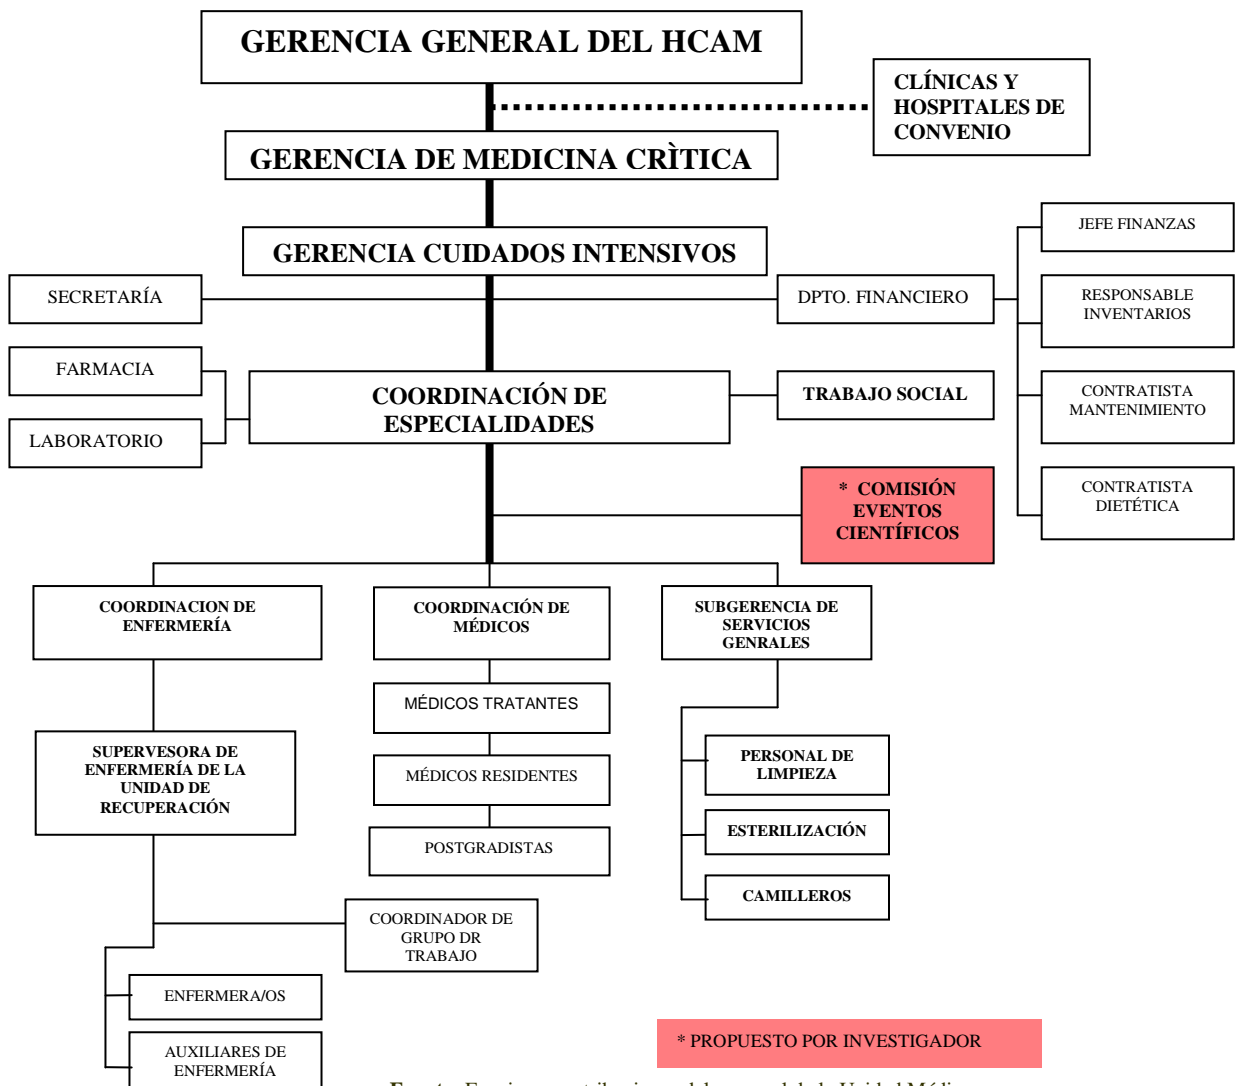 GERENCIA GENERAL DEL HCAM
CLÍNICAS Y
HOSPITALES DE
CONVENIO
GERENCIA DE MEDICINA CRÌTICA
JEFE FINANZAS
GERENCIA CUIDADOS INTENSIVOS
SECRETARÍA
DPTO. FINANCIERO
RESPONSABLE
INVENTARIOS
FARMACIA
COORDINACIÓN DE
ESPECIALIDADES
TRABAJO SOCIAL
CONTRATISTA
MANTENIMIENTO
LABORATORIO
* COMISIÓN
EVENTOS
CIENTÍFICOS
CONTRATISTA
DIETÉTICA
COORDINACION DE
ENFERMERÍA
COORDINACIÓN DE
MÉDICOS
SUBGERENCIA DE
SERVICIOS
GENRALES
MÉDICOS TRATANTES
SUPERVESORA DE
ENFERMERÍA DE LA
UNIDAD DE
RECUPERACIÓN
MÉDICOS RESIDENTES
PERSONAL DE
LIMPIEZA
POSTGRADISTAS
ESTERILIZACIÓN
CAMILLEROS
COORDINADOR DE
GRUPO DR
TRABAJO
ENFERMERA/OS
AUXILIARES DE
ENFERMERÍA
* PROPUESTO POR INVESTIGADOR